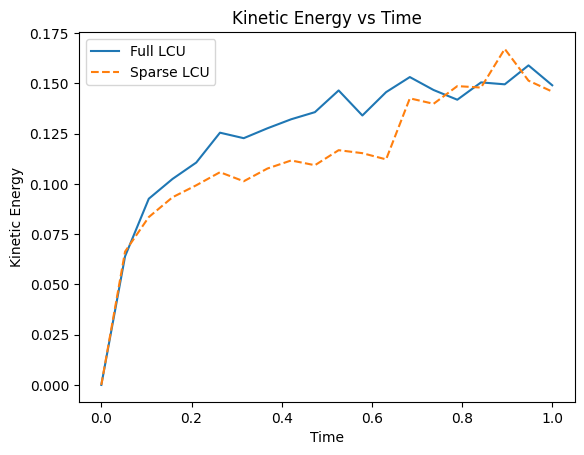 Kinetic Energy vs Time
Full LCU
Sparse LCU
Kinetic Energy
0.175
0.150
0.125
0.100
0.075
0.050
0.025
0.000
0.0 0.2 0.4 0.6 0.8 1.0
Time